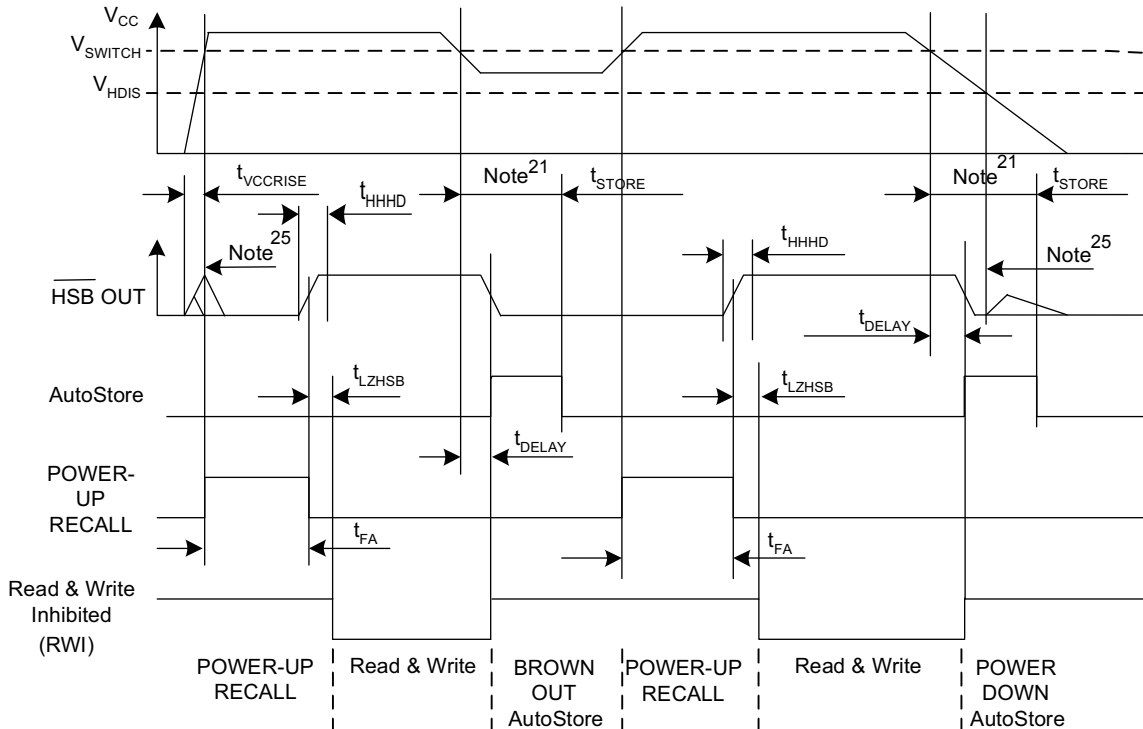 VCC
VSWITCH
VHDIS
tVCCRISE
Note21
tSTORE
Note21
tSTORE
tHHHD
Note25
tHHHD
Note25
HSB OUT
tDELAY
tLZHSB
tLZHSB
AutoStore
tDELAY
POWER-
UP
RECALL
tFA
tFA
Read & Write
Inhibited
(RWI)
POWER-UP
RECALL
Read & Write
BROWN
OUT
AutoStore
POWER-UP
RECALL
Read & Write
POWER
DOWN
AutoStore